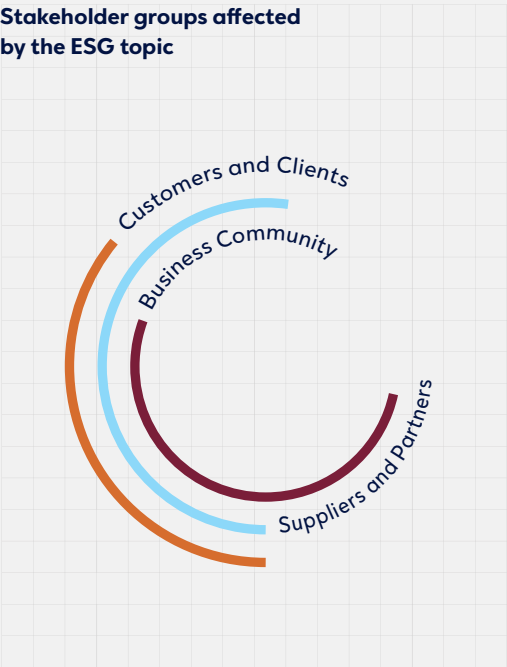 Stakeholder groups affected
by the ESG topic
Customers and Clients
Business Community
Suppliers and Partners